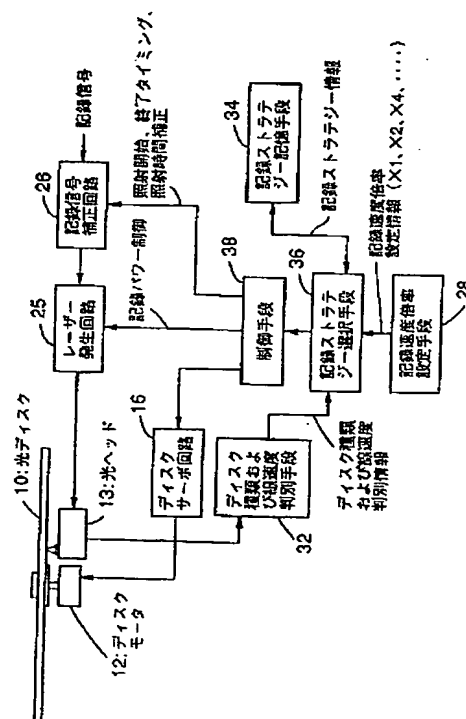 10:光ディスク
13:光ヘッド
12:ディスク
モータ
25
レーザー
発生回路
26
記録信号
補正回路
記録信号
16
ディスク
サーボ回路
記録パワー制御
照射開始、終了タイミング、
照射時間補正
38
制御手段
32
ディスク
種類およ
び線速度
判別手段
ディスク種類
および線速度
判別情報
36
記録ストラテ
ジー選択手段
34
記録ストラテ
ジー記憶手段
記録ストラテジー情報
記録速度倍率
設定情報（X1、X2、X4、....）
28
記録速度倍率
設定手段